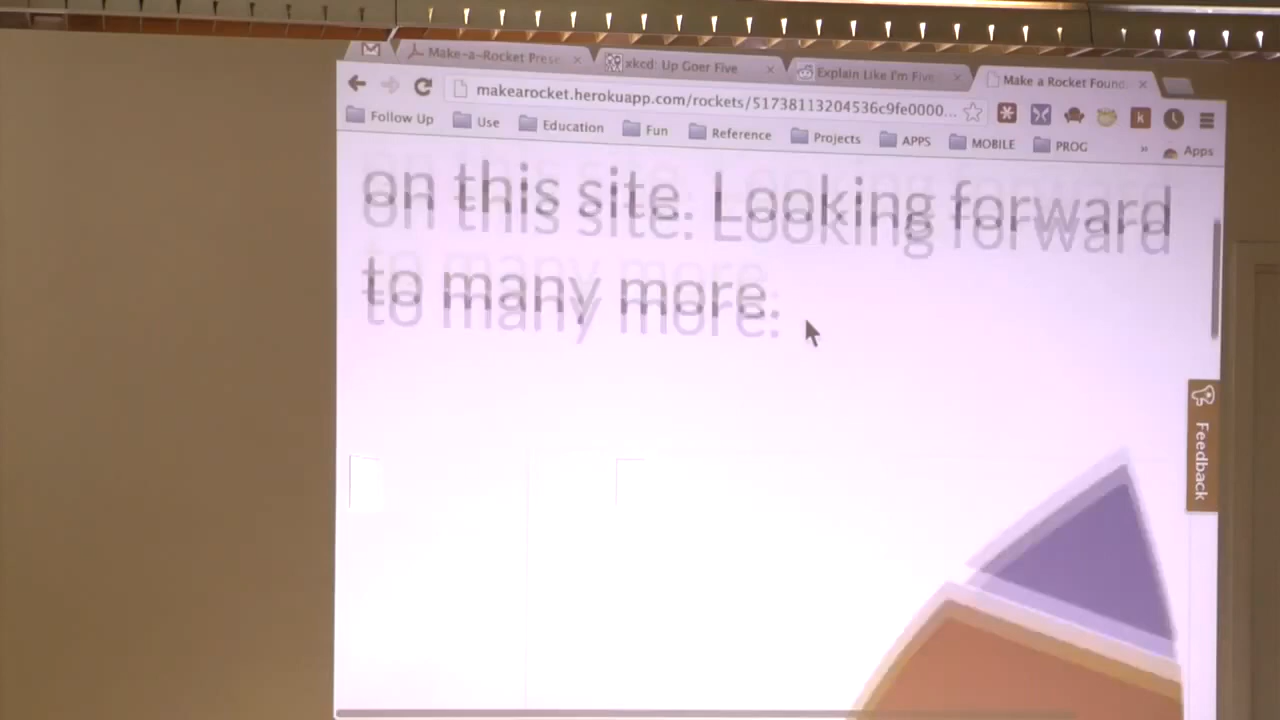 Make-a-Rocket Prese
xkcd: Up Goer Five
Explain Like I'm Five
Make a Rocket Foun
makearocket.herokuapp.com/rockets/51738113204536c9fe0000...
Follow Up
Use
Education
Fun
Reference
Projects
APPS
MOBILE
PROG
»
Apps
on this site. Looking forward
to many more.
Feedback